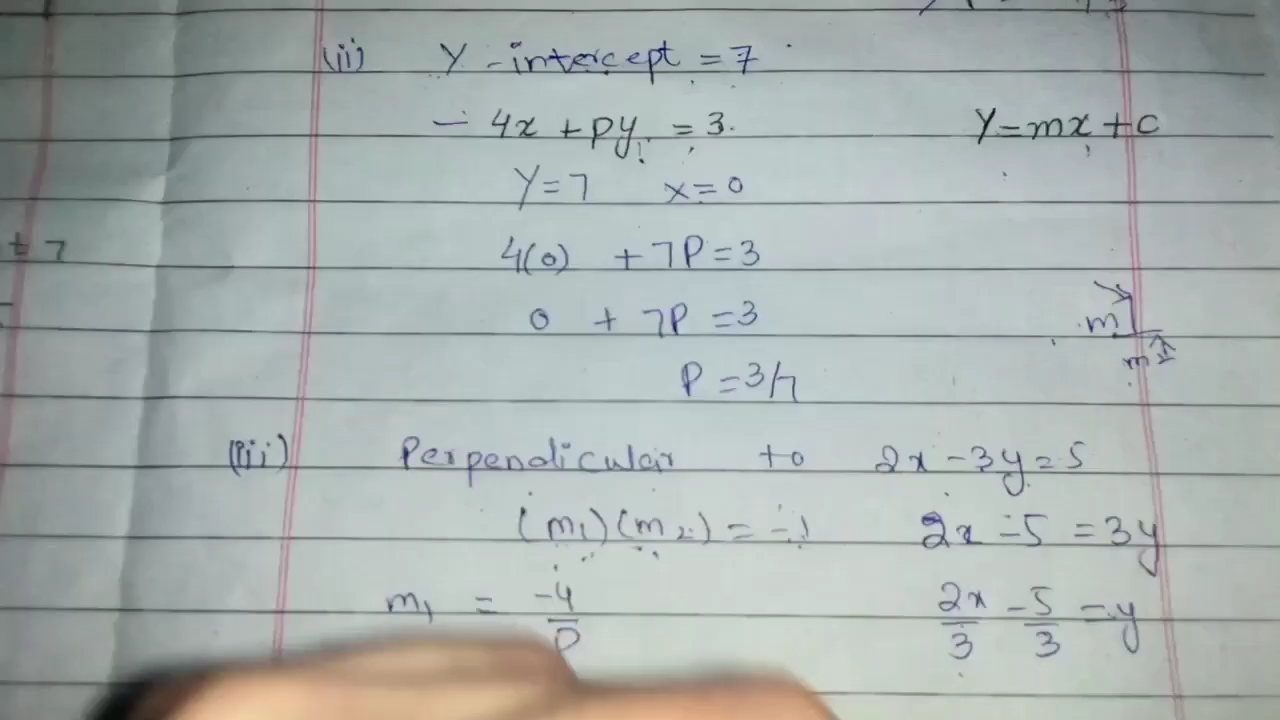 (ii) Y-intercept = 7
- 4x + py = 3. Y = mx + c
Y = 7 x = 0
± 7 4(0) + 7P = 3
0 + 7P = 3 m
P = 3/7
(iii) Perpendicular to 2x - 3y = 5
(m₁)(m₂) = -1 2x - 5 = 3y
m₁ = -4/P 2x/3 - 5/3 = y